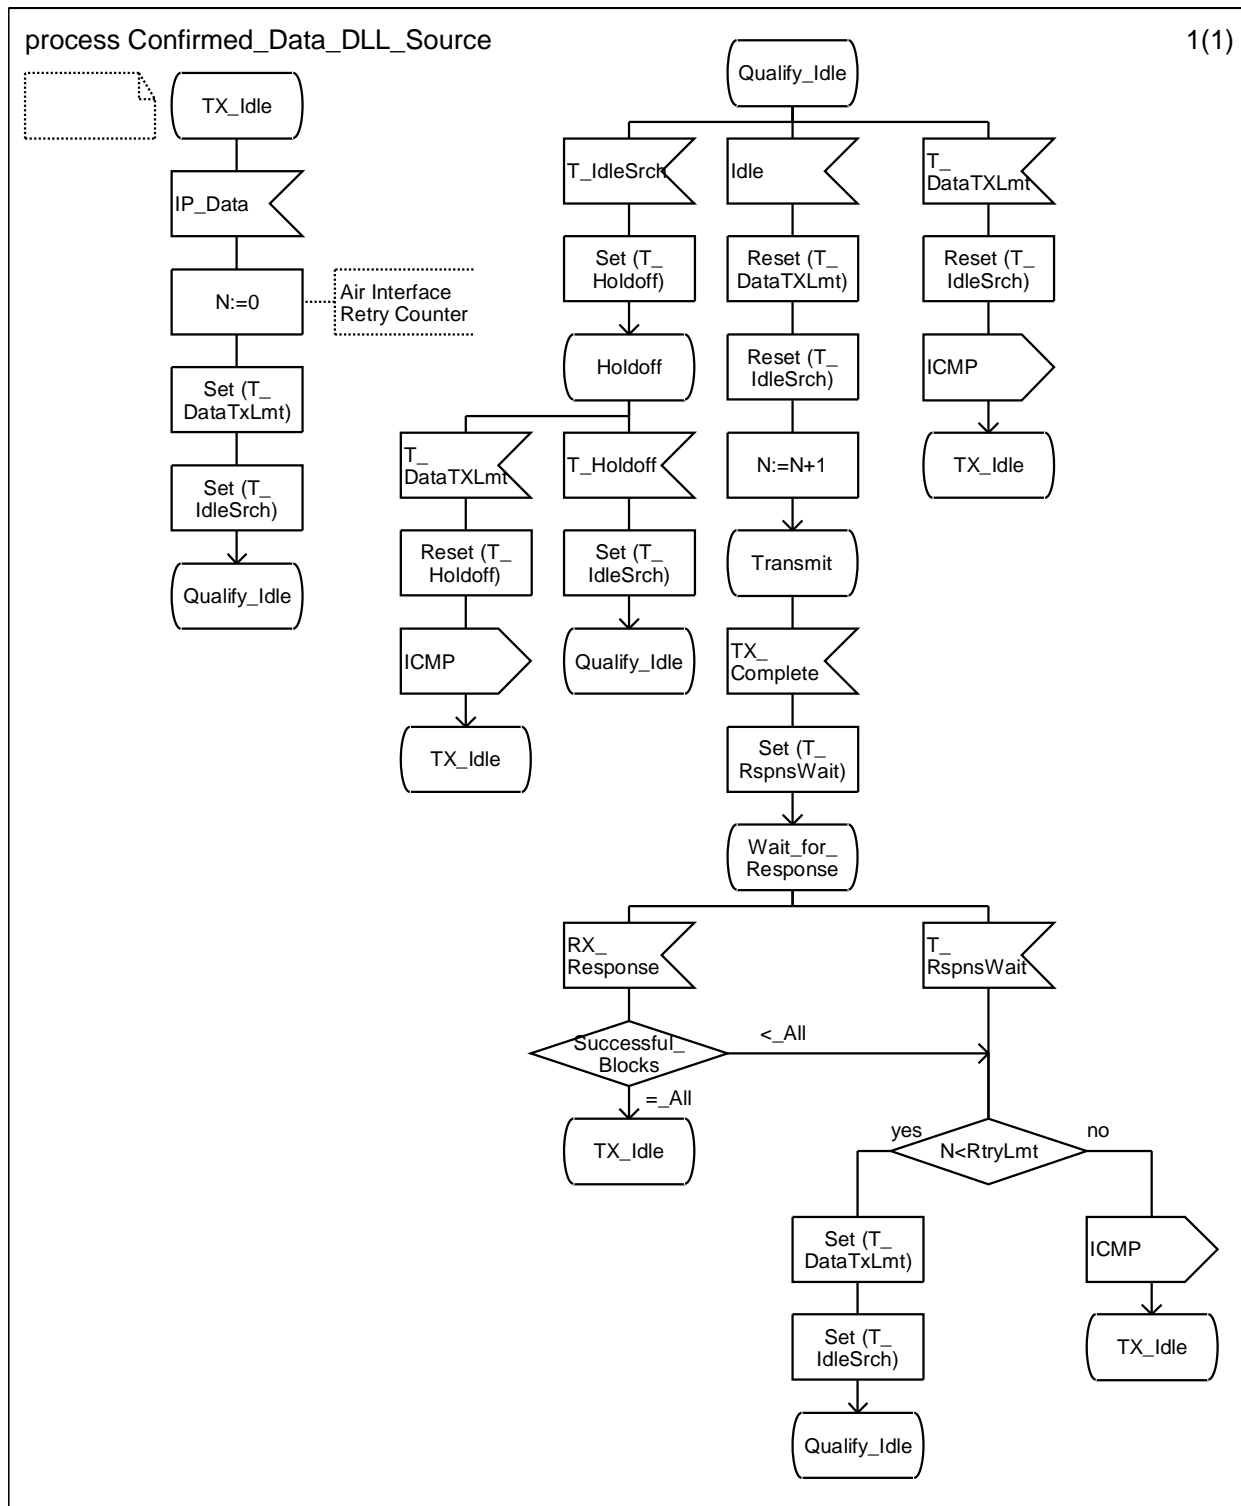 process Confirmed_Data_DLL_Source
1(1)
TX_Idle
IP_Data
N:=0
Air Interface
Retry Counter
Set (T_
DataTxLmt)
Set (T_
IdleSrch)
Qualify_Idle
Qualify_Idle
T_IdleSrch
Set (T_
Holdoff)
Holdoff
T_
DataTXLmt
Reset (T_
Holdoff)
ICMP
TX_Idle
T_Holdoff
Set (T_
IdleSrch)
Qualify_Idle
Idle
Reset (T_
DataTXLmt)
Reset (T_
IdleSrch)
N:=N+1
Transmit
TX_
Complete
Set (T_
RspnsWait)
Wait_for_
Response
T_
DataTXLmt
Reset (T_
IdleSrch)
ICMP
TX_Idle
RX_
Response
Successful_
Blocks
<_All
=_All
TX_Idle
T_
RspnsWait
N<RtryLmt
yes
no
Set (T_
DataTxLmt)
Set (T_
IdleSrch)
Qualify_Idle
ICMP
TX_Idle